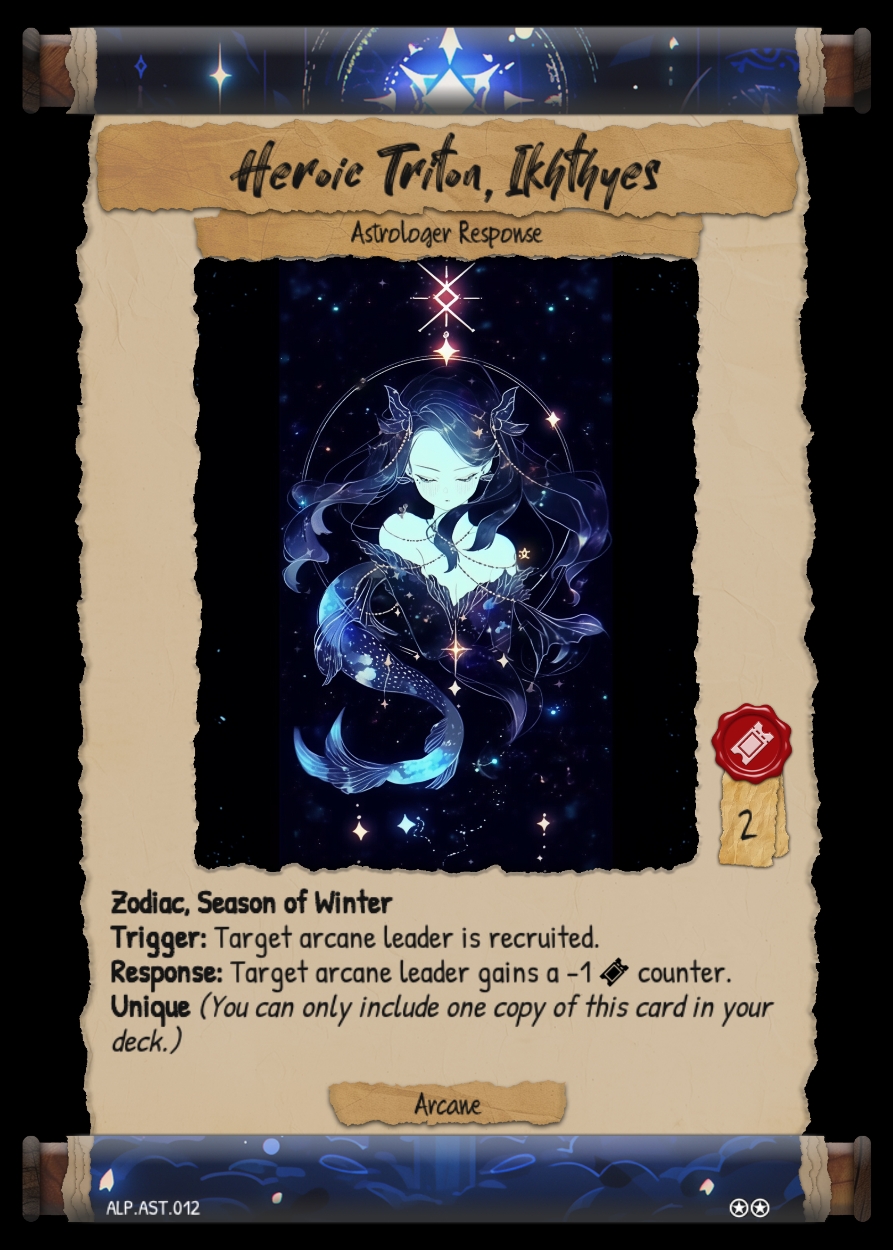 Heroic Triton, Ikhthyes
Astrologer Response
2
Zodiac, Season of Winter
Trigger: Target arcane leader is recruited.
Response: Target arcane leader gains a -1 counter.
Unique (You can only include one copy of this card in your
deck.)
Arcane
ALP.AST.012